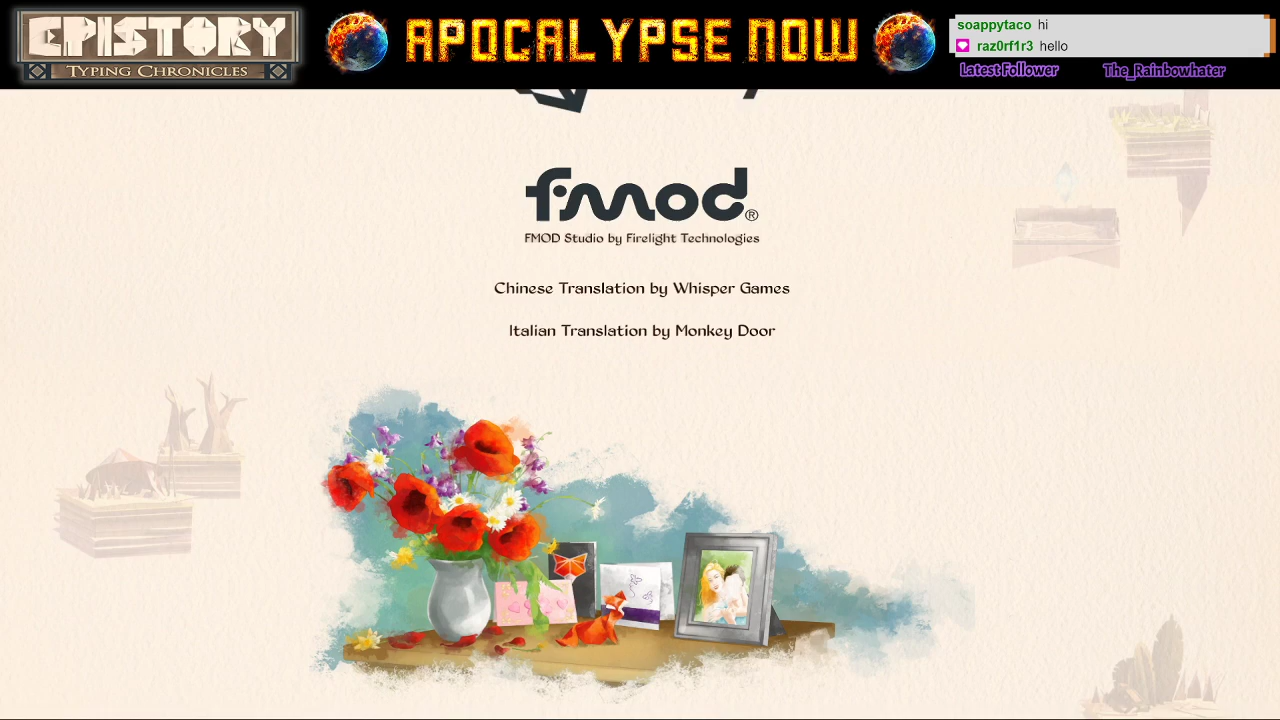 EPISTORY
TYPING CHRONICLES
APOCALYPSE NOW
soappytaco hi
raz0rf1r3 hello
Latest Follower The_Rainbowhater
fmod®
FMOD Studio by Firelight Technologies
Chinese Translation by Whisper Games
Italian Translation by Monkey Door